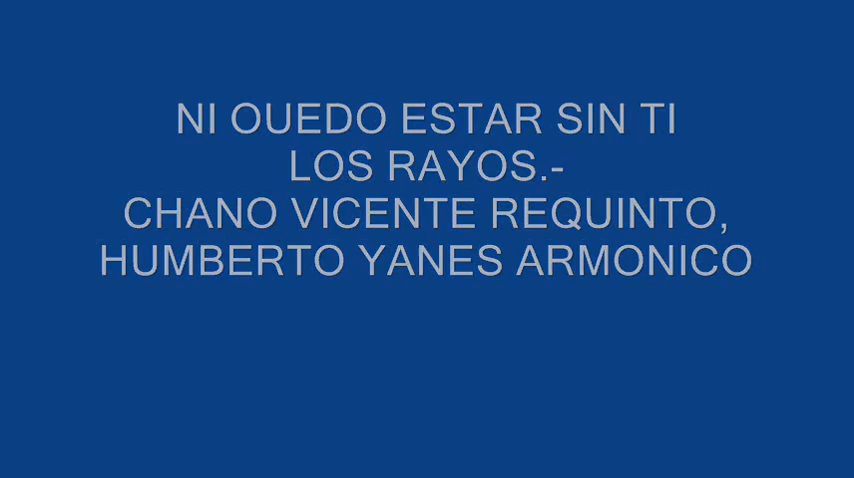 NI OUEDO ESTAR SIN TI
LOS RAYOS.-
CHANO VICENTE REQUINTO,
HUMBERTO YANES ARMONICO